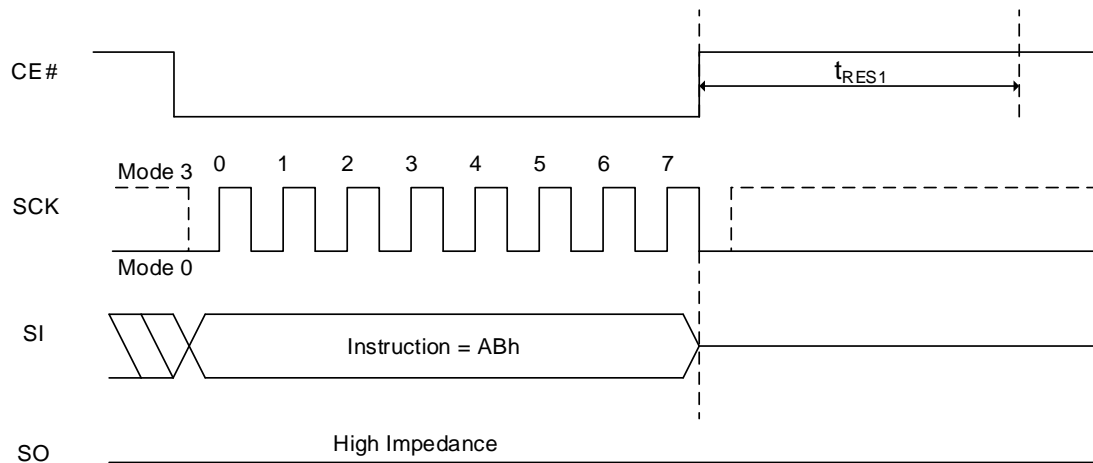 CE#
tRES1
Mode 3 0 1 2 3 4 5 6 7
SCK
Mode 0
SI
Instruction = ABh
High Impedance
SO